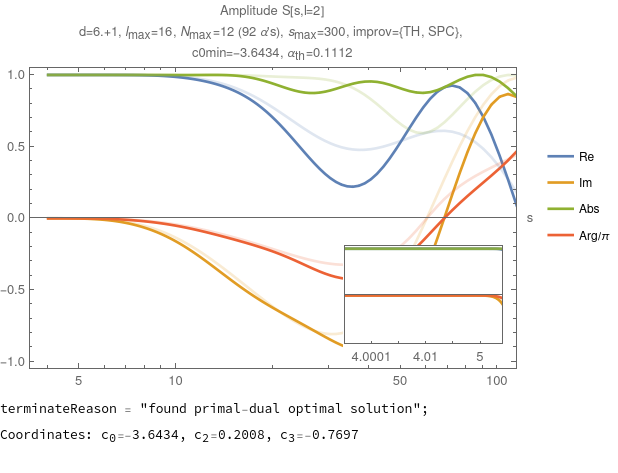 Amplitude S[s,l=2]
d=6.+1, lmax=16, Nmax=12 (92 α's), smax=300, improv={TH, SPC},
c0min=-3.6434, αth=0.1112
1.0
0.5
0.0
-0.5
-1.0
s
Re
Im
Abs
Arg/π
4.0001 4.01 5
5 10 50 100
terminateReason = "found primal-dual optimal solution";
Coordinates: c0=-3.6434, c2=0.2008, c3=-0.7697